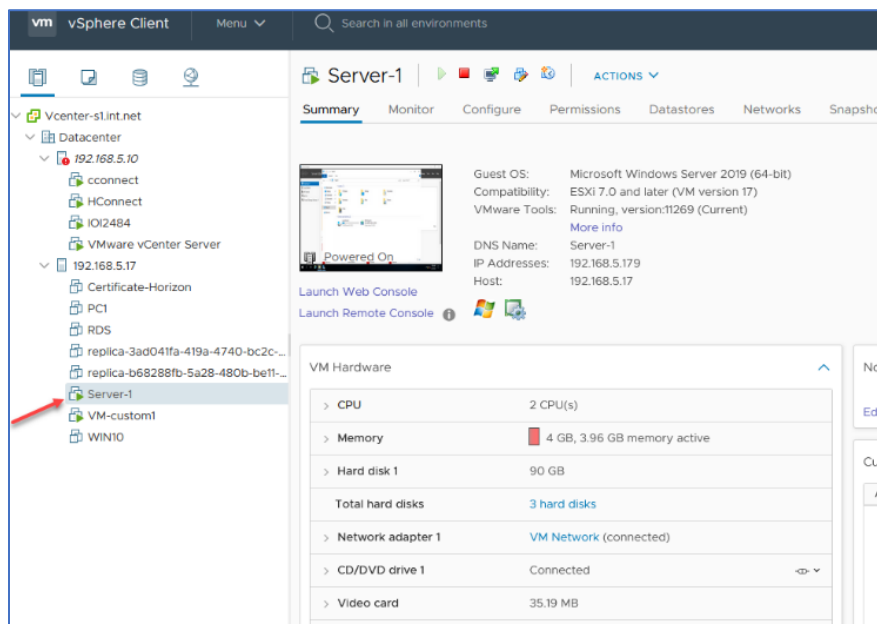 vm vSphere Client Menu Search in all environments
Vcenter-s1.int.net
Datacenter
192.168.5.10
cconnect
HConnect
IOI2484
VMware vCenter Server
192.168.5.17
Certificate-Horizon
PC1
RDS
replica-3ad041fa-419a-4740-bc2c-...
replica-b68288fb-5a28-480b-be11-...
Server-1
VM-custom1
WIN10
Server-1 ACTIONS
Summary Monitor Configure Permissions Datastores Networks Snapsho
Powered On
Launch Web Console
Launch Remote Console
Guest OS: Microsoft Windows Server 2019 (64-bit)
Compatibility: ESXi 7.0 and later (VM version 17)
VMware Tools: Running, version:11269 (Current)
More info
DNS Name: Server-1
IP Addresses: 192.168.5.179
Host: 192.168.5.17
VM Hardware
CPU 2 CPU(s)
Memory 4 GB, 3.96 GB memory active
Hard disk 1 90 GB
Total hard disks 3 hard disks
Network adapter 1 VM Network (connected)
CD/DVD drive 1 Connected
Video card 35.19 MB
No
Ed
Cu